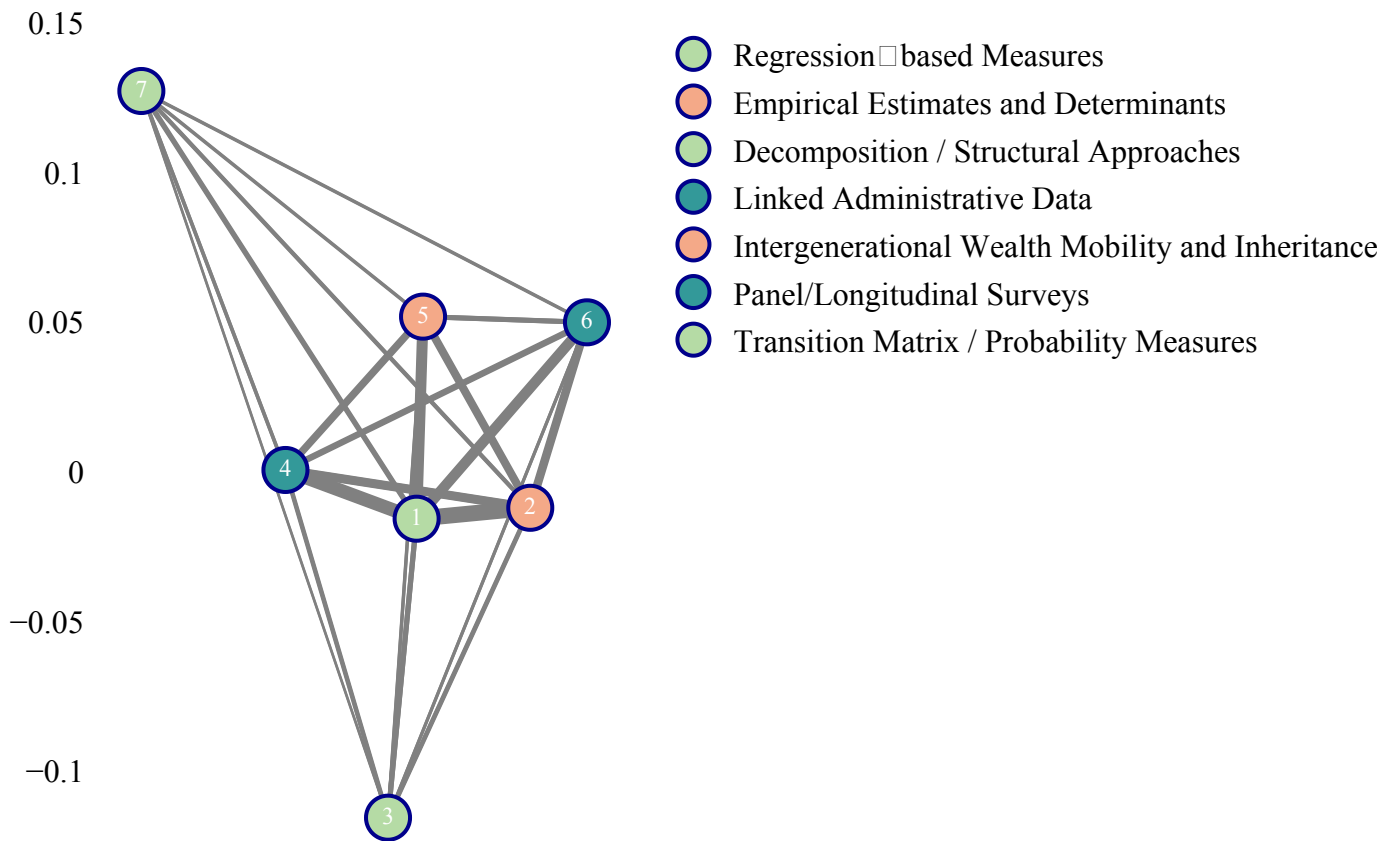 0.15
0.1
0.05
0
−0.05
−0.1
7
5
6
4
1
2
3
Regression□based Measures
Empirical Estimates and Determinants
Decomposition / Structural Approaches
Linked Administrative Data
Intergenerational Wealth Mobility and Inheritance
Panel/Longitudinal Surveys
Transition Matrix / Probability Measures